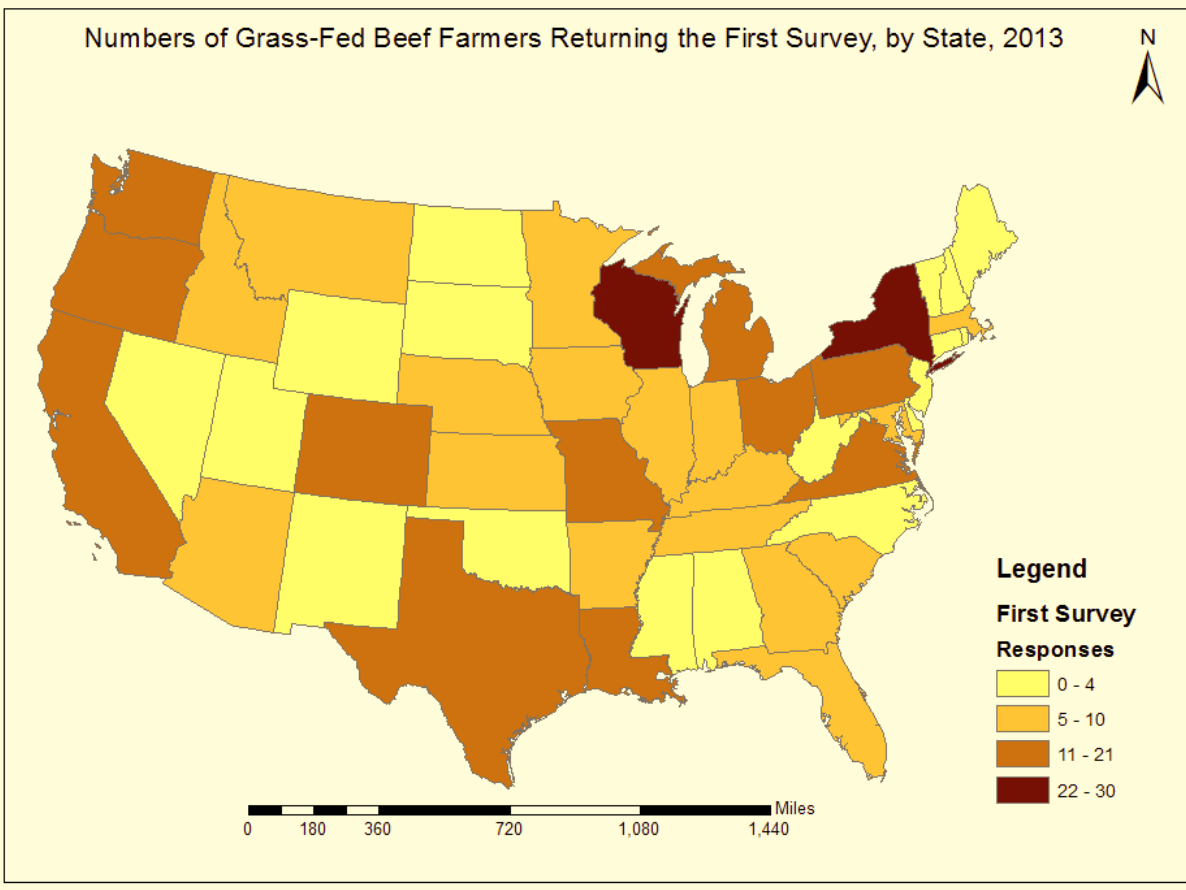 Numbers of Grass-Fed Beef Farmers Returning the First Survey, by State, 2013
N
Legend
First Survey
Responses
0 - 4
5 - 10
11 - 21
22 - 30
Miles
0 180 360 720 1,080 1,440